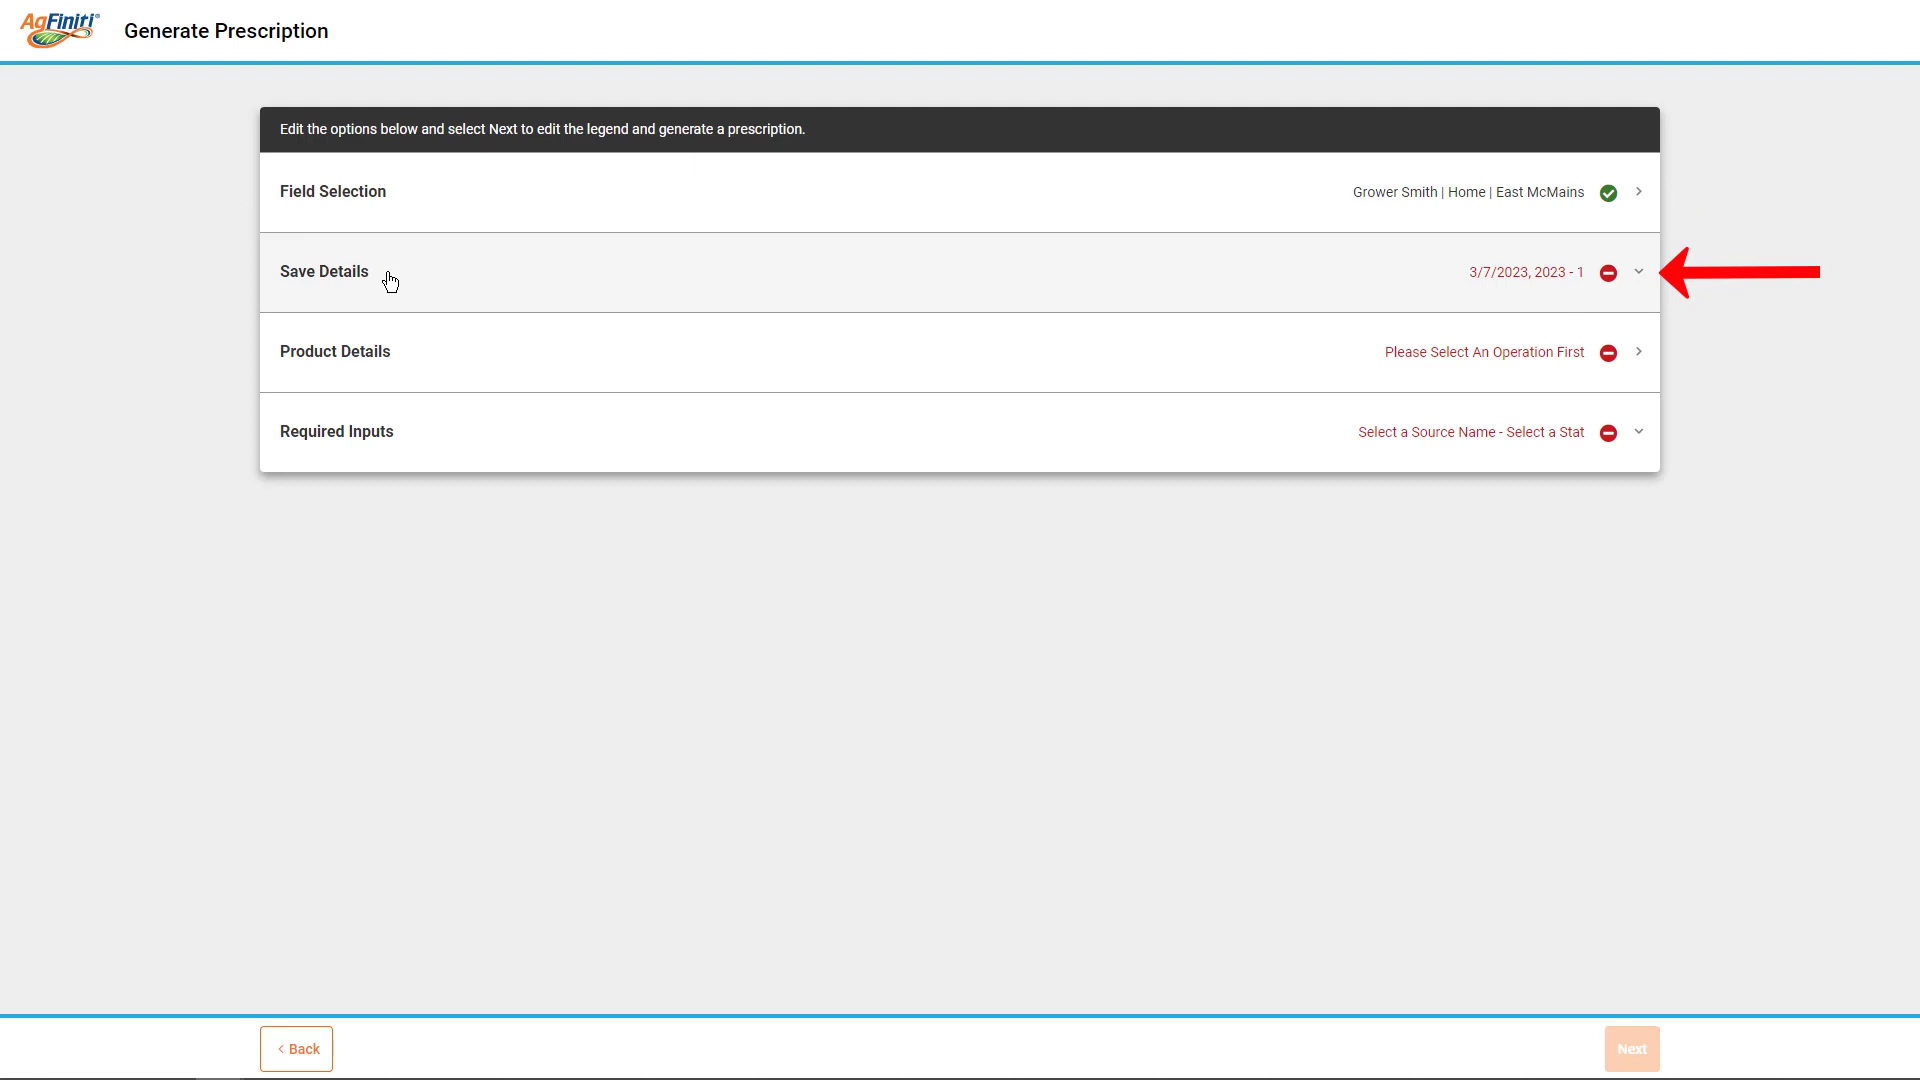 AgFiniti®
Generate Prescription
Edit the options below and select Next to edit the legend and generate a prescription.
Field Selection
Grower Smith | Home | East McMains
Save Details
3/7/2023, 2023 - 1
Product Details
Please Select An Operation First
Required Inputs
Select a Source Name - Select a Stat
Back
Next